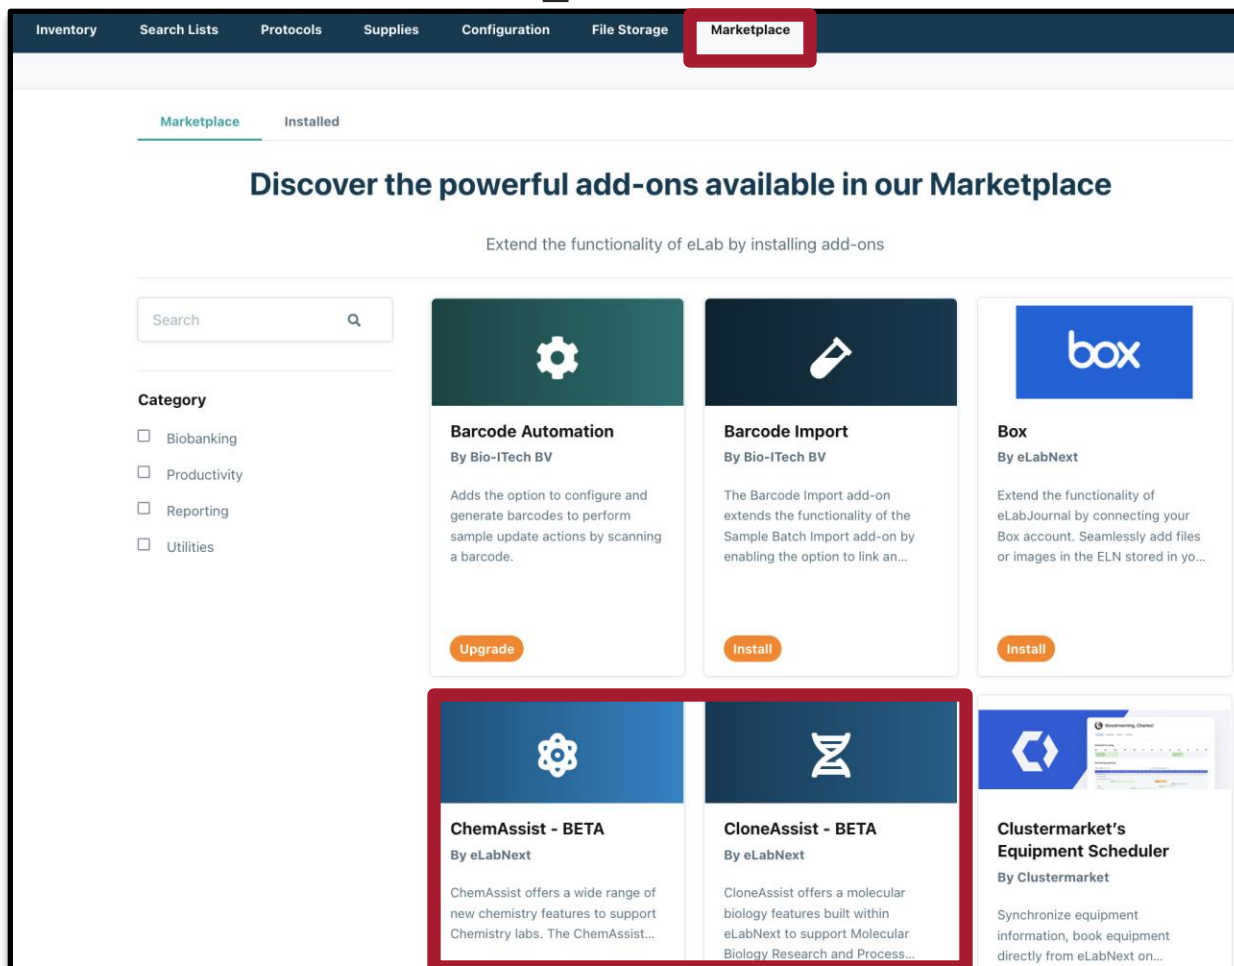 Inventory Search Lists Protocols Supplies Configuration File Storage Marketplace
Marketplace Installed
Discover the powerful add-ons available in our Marketplace
Extend the functionality of eLab by installing add-ons
Search
Category
Biobanking
Productivity
Reporting
Utilities
Barcode Automation
By Bio-ITech BV
Adds the option to configure and
generate barcodes to perform
sample update actions by scanning
a barcode.
Upgrade
Barcode Import
By Bio-ITech BV
The Barcode Import add-on
extends the functionality of the
Sample Batch Import add-on by
enabling the option to link an...
Install
box
Box
By eLabNext
Extend the functionality of
eLabJournal by connecting your
Box account. Seamlessly add files
or images in the ELN stored in yo...
Install
ChemAssist - BETA
By eLabNext
ChemAssist offers a wide range of
new chemistry features to support
Chemistry labs. The ChemAssist...
CloneAssist - BETA
By eLabNext
CloneAssist offers a molecular
biology features built within
eLabNext to support Molecular
Biology Research and Process...
Good morning, Charles!
Clustermarket's
Equipment Scheduler
By Clustermarket
Synchronize equipment
information, book equipment
directly from eLabNext on...